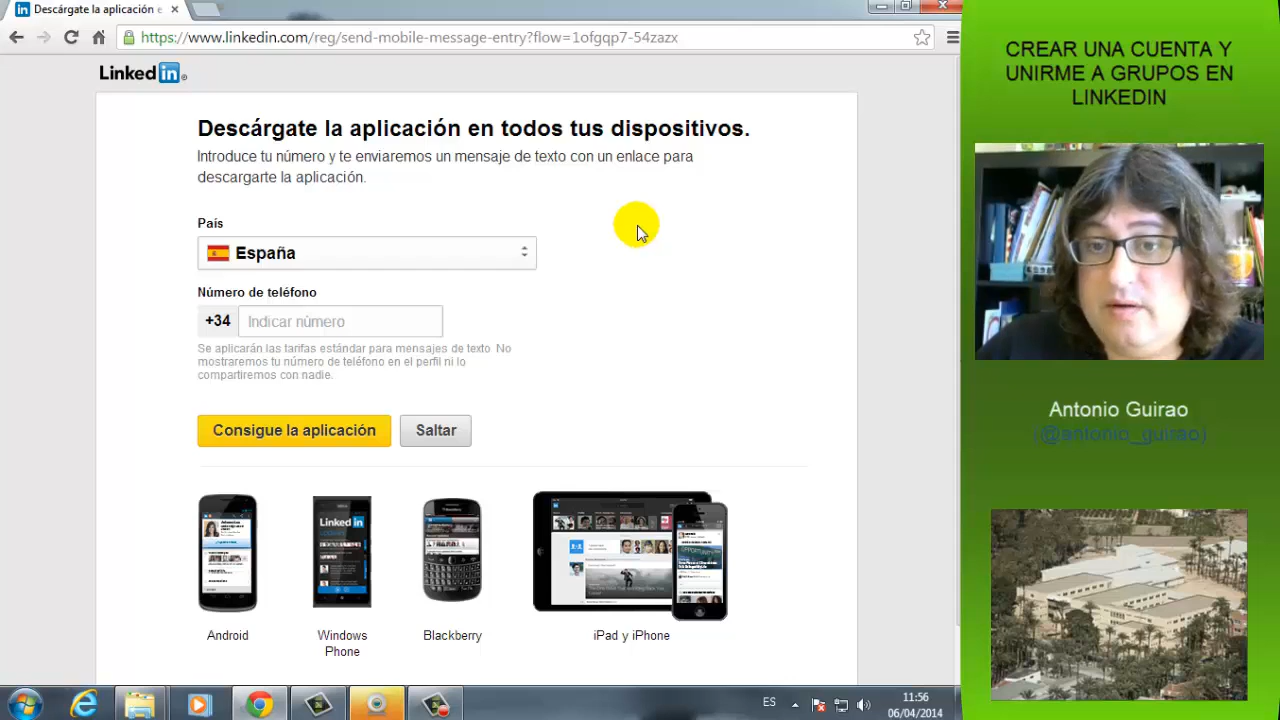 Descárgate la aplicación e
https://www.linkedin.com/reg/send-mobile-message-entry?flow=1ofgqp7-54zazx
Linked in
Descárgate la aplicación en todos tus dispositivos.
Introduce tu número y te enviaremos un mensaje de texto con un enlace para
descargarte la aplicación.
País
España
Número de teléfono
+34 Indicar número
Se aplicarán las tarifas estándar para mensajes de texto. No
mostraremos tu número de teléfono en el perfil ni lo
compartiremos con nadie.
Consigue la aplicación
Saltar
Linked in
Android
Windows
Phone
Blackberry
iPad y iPhone
CREAR UNA CUENTA Y
UNIRME A GRUPOS EN
LINKEDIN
Antonio Guirao
(@antonio_guirao)
ES
11:56
06/04/2014